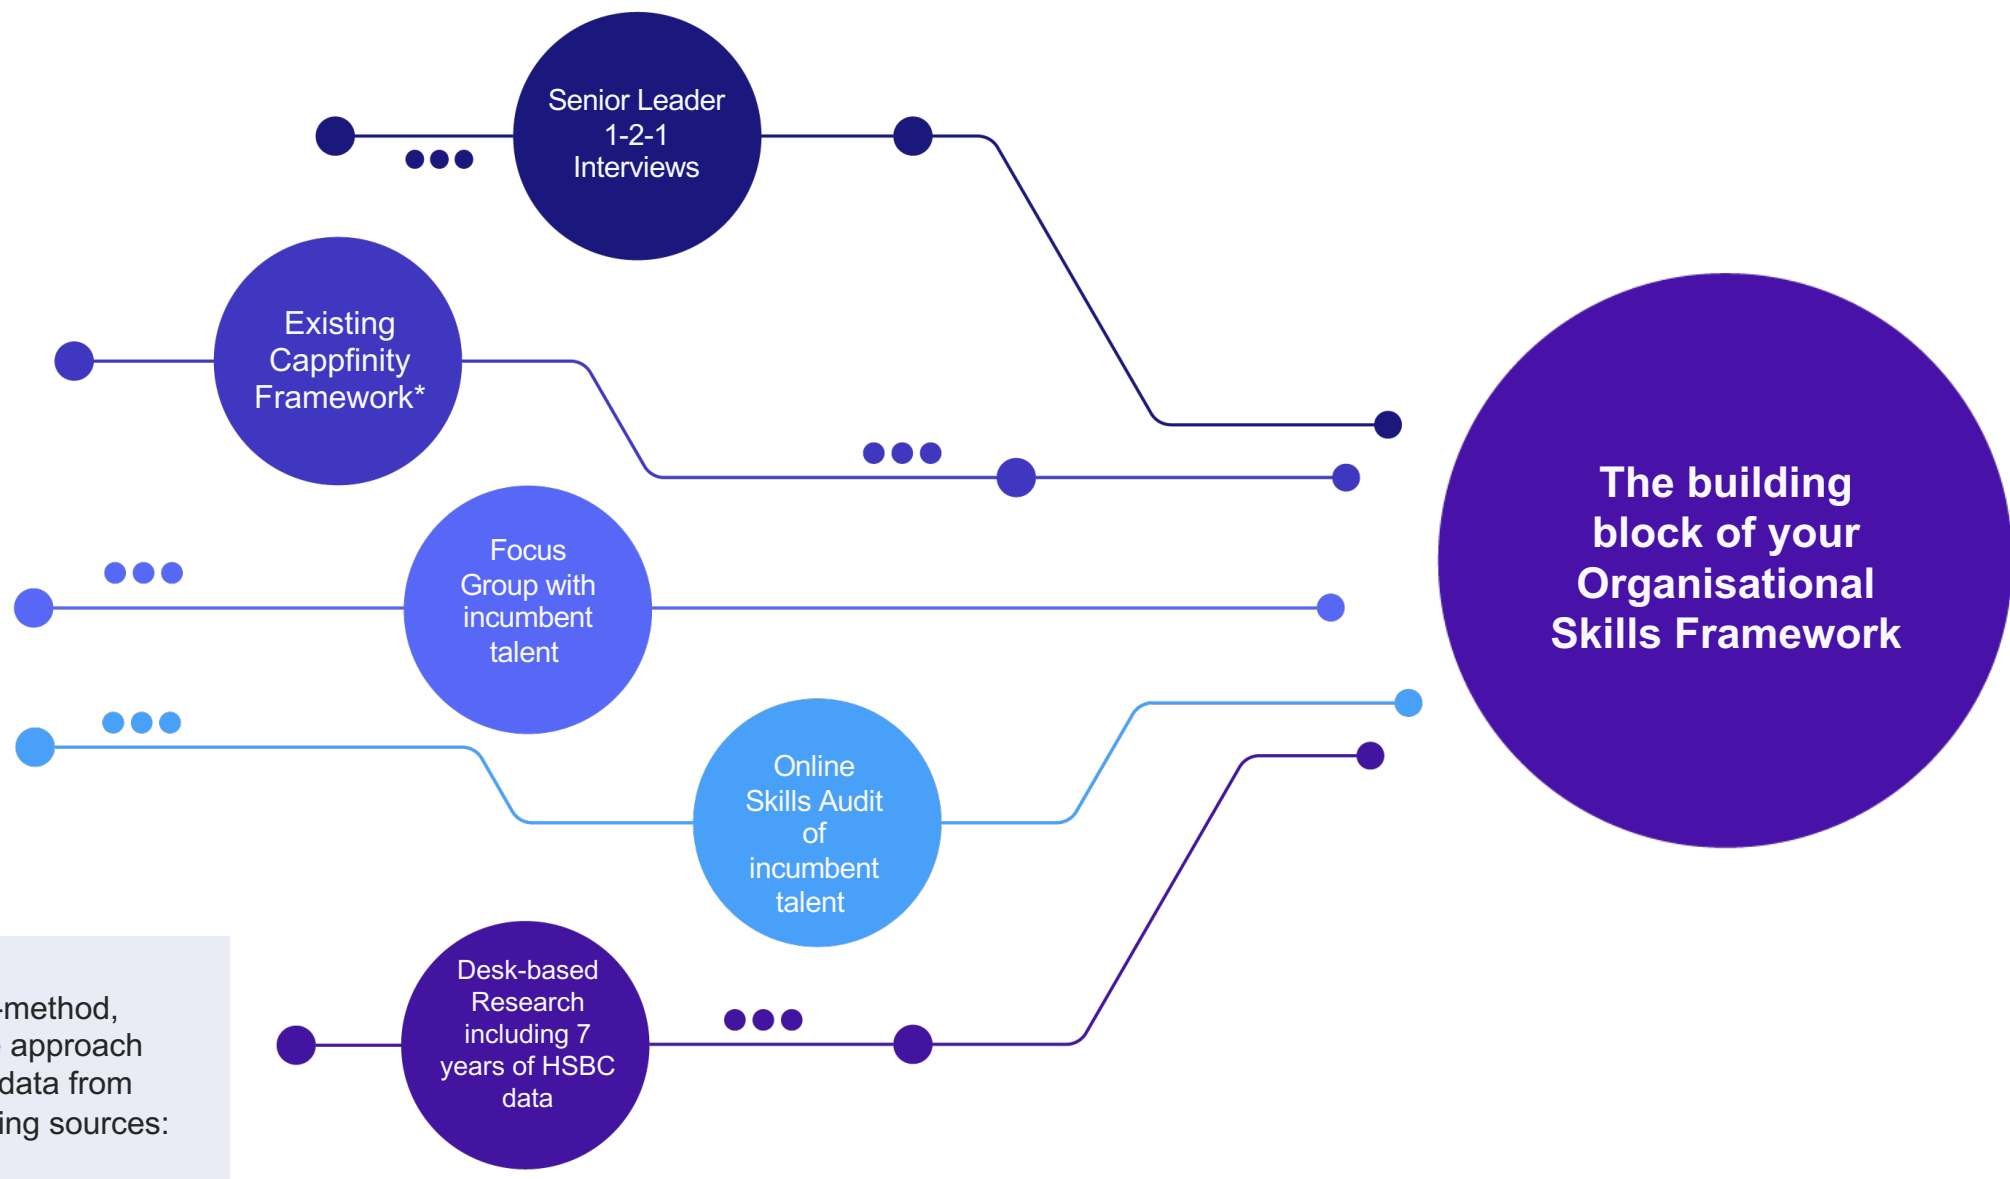 Senior Leader
1-2-1
Interviews
Existing
Cappfinity
Framework*
Focus
Group with
incumbent
talent
Online
Skills Audit
of
incumbent
talent
Desk-based
Research
including 7
years of HSBC
data
The building
block of your
Organisational
Skills Framework
-method,
approach
data from
ing sources: